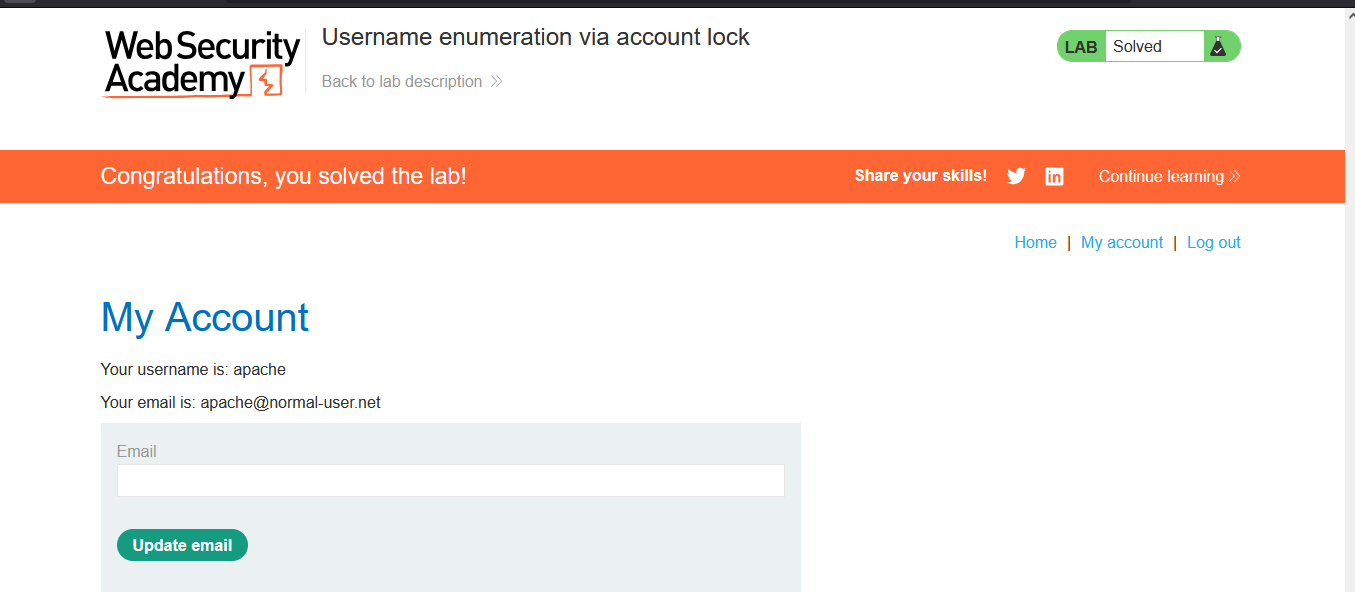 Web Security
Academy
Username enumeration via account lock
Back to lab description
LAB Solved
Congratulations, you solved the lab!
Share your skills!
Continue learning
Home | My account | Log out
My Account
Your username is: apache
Your email is: apache@normal-user.net
Email
Update email